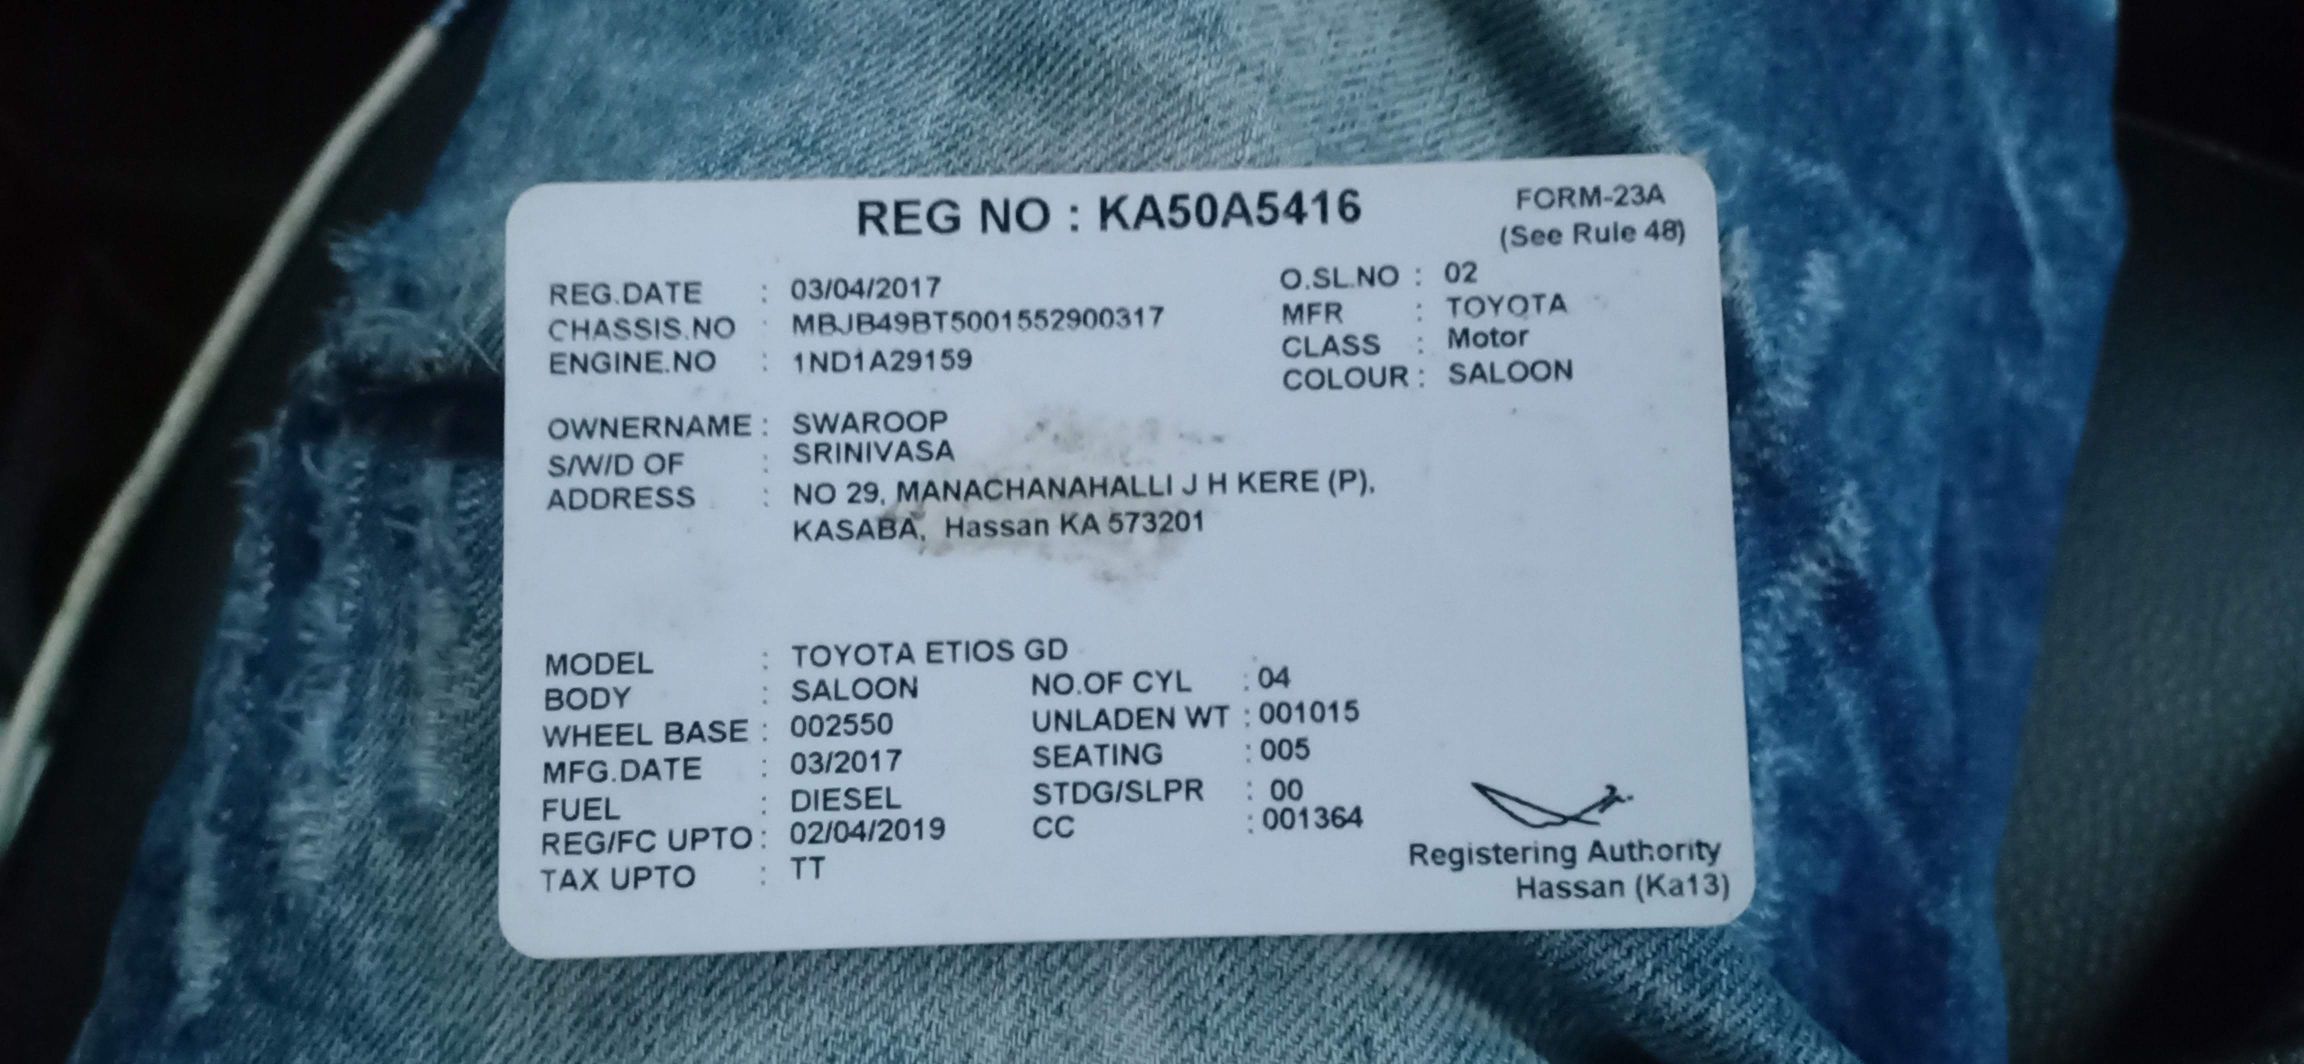 REG NO : KA50A5416
FORM-23A
(See Rule 48)
REG.DATE : 03/04/2017
O.SL.NO : 02
CHASSIS.NO : MBJB49BT5001552900317
MFR : TOYOTA
ENGINE.NO : 1ND1A29159
CLASS : Motor
COLOUR : SALOON
OWNERNAME : SWAROOP
S/W/D OF : SRINIVASA
ADDRESS : NO 29, MANACHANAHALLI J H KERE (P),
KASABA, Hassan KA 573201
MODEL : TOYOTA ETIOS GD
BODY : SALOON NO.OF CYL : 04
WHEEL BASE : 002550 UNLADEN WT : 001015
MFG.DATE : 03/2017 SEATING : 005
FUEL : DIESEL STDG/SLPR : 00
REG/FC UPTO : 02/04/2019 CC : 001364
TAX UPTO : TT
Registering Authority
Hassan (Ka13)